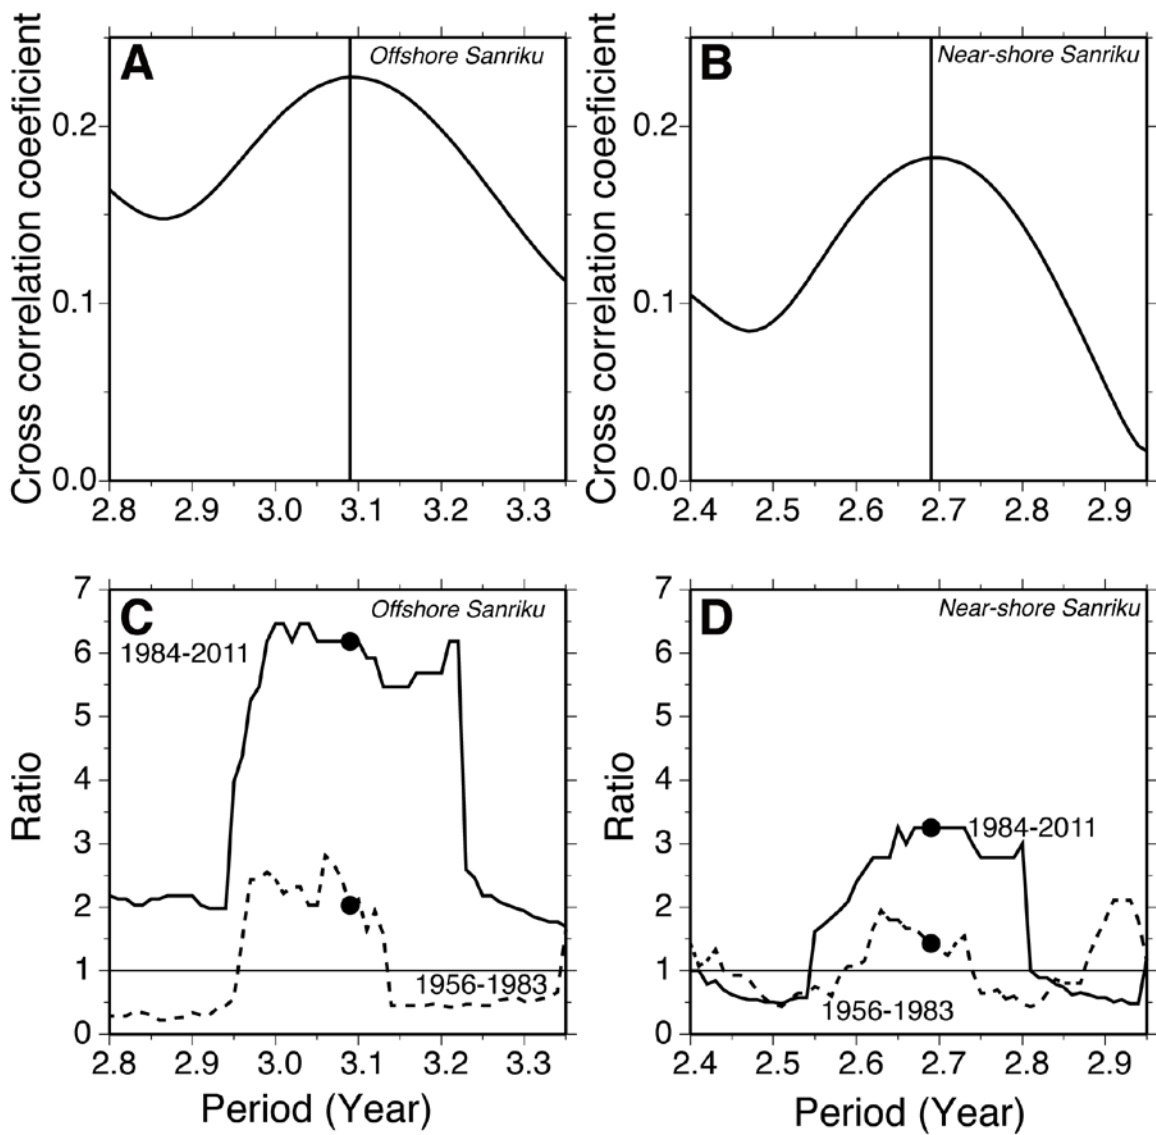 A
Offshore Sanriku
Cross correlation coeeficient
0.2
0.1
0.0
2.8 2.9 3.0 3.1 3.2 3.3
B
Near-shore Sanriku
Cross correlation coeeficient
0.2
0.1
0.0
2.4 2.5 2.6 2.7 2.8 2.9
C
Offshore Sanriku
1984-2011
1956-1983
Ratio
7
6
5
4
3
2
1
0
2.8 2.9 3.0 3.1 3.2 3.3
Period (Year)
D
Near-shore Sanriku
1984-2011
1956-1983
Ratio
7
6
5
4
3
2
1
0
2.4 2.5 2.6 2.7 2.8 2.9
Period (Year)